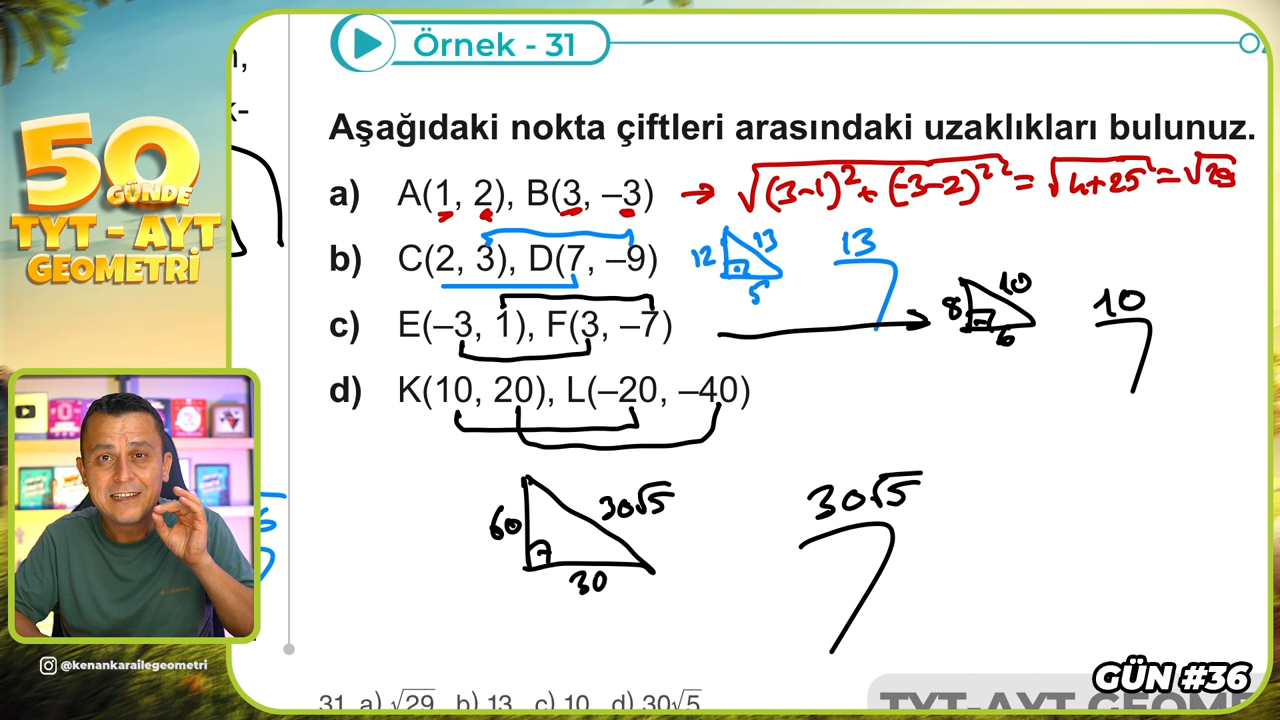 Örnek - 31
50
GÜNDE
TYT - AYT
GEOMETRİ
Aşağıdaki nokta çiftleri arasındaki uzaklıkları bulunuz.
a) A(1, 2), B(3, –3) → √(3-1)²+(-3-2)² = √4+25 = √29
b) C(2, 3), D(7, –9) 12 13 5 13
c) E(–3, 1), F(3, –7) 8 10 6 10
d) K(10, 20), L(–20, –40)
60 30√5 30
30√5
@kenankarailegeometri
GÜN #36
31. a) √29 b) 13 c) 10 d) 30√5
TYT-AYT GEOME